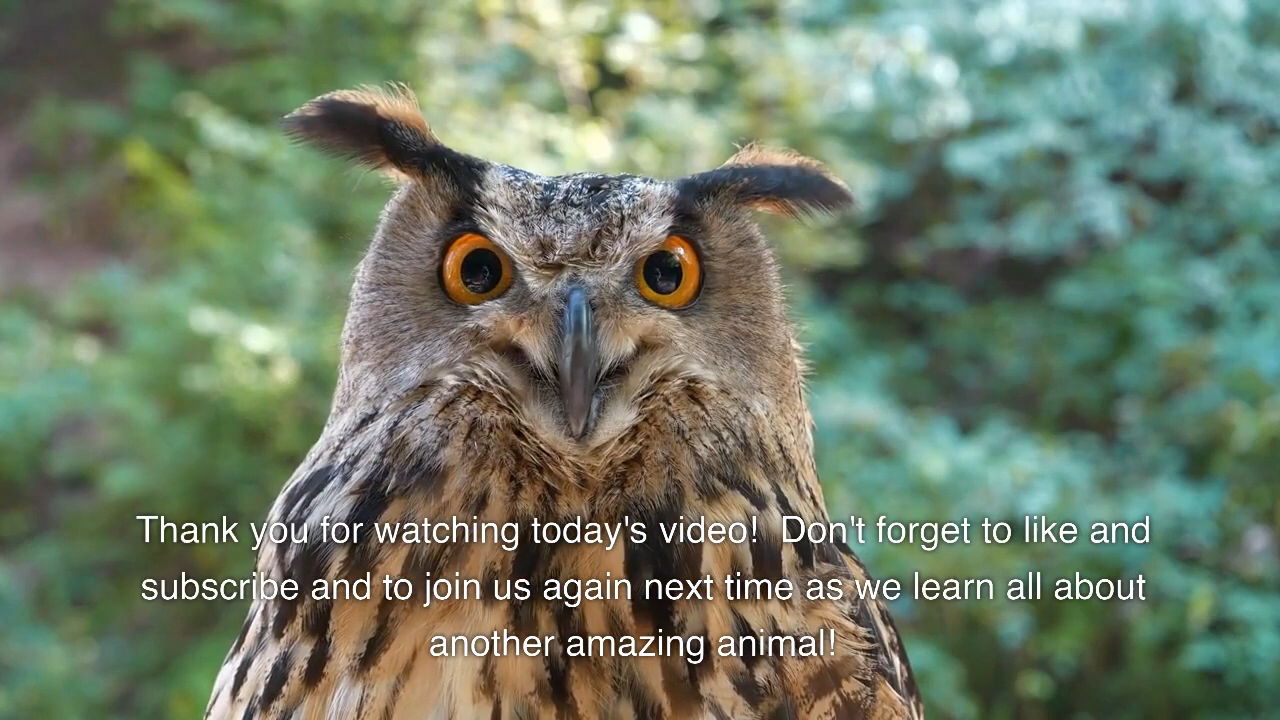 Thank you for watching today's video!  Don't forget to like and
subscribe and to join us again next time as we learn all about
another amazing animal!